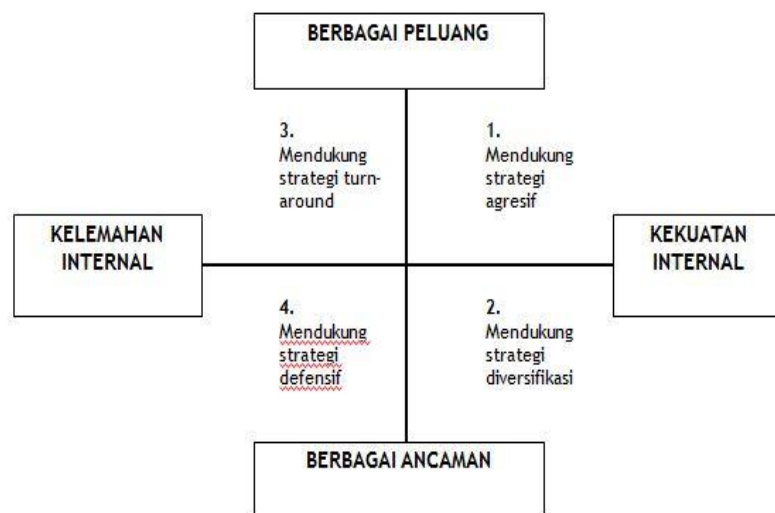 BERBAGAI PELUANG
3.
Mendukung
strategi turn-
around
1.
Mendukung
strategi
agresif
KELEMAHAN
INTERNAL
KEKUATAN
INTERNAL
4.
Mendukung
strategi
defensif
2.
Mendukung
strategi
diversifikasi
BERBAGAI ANCAMAN